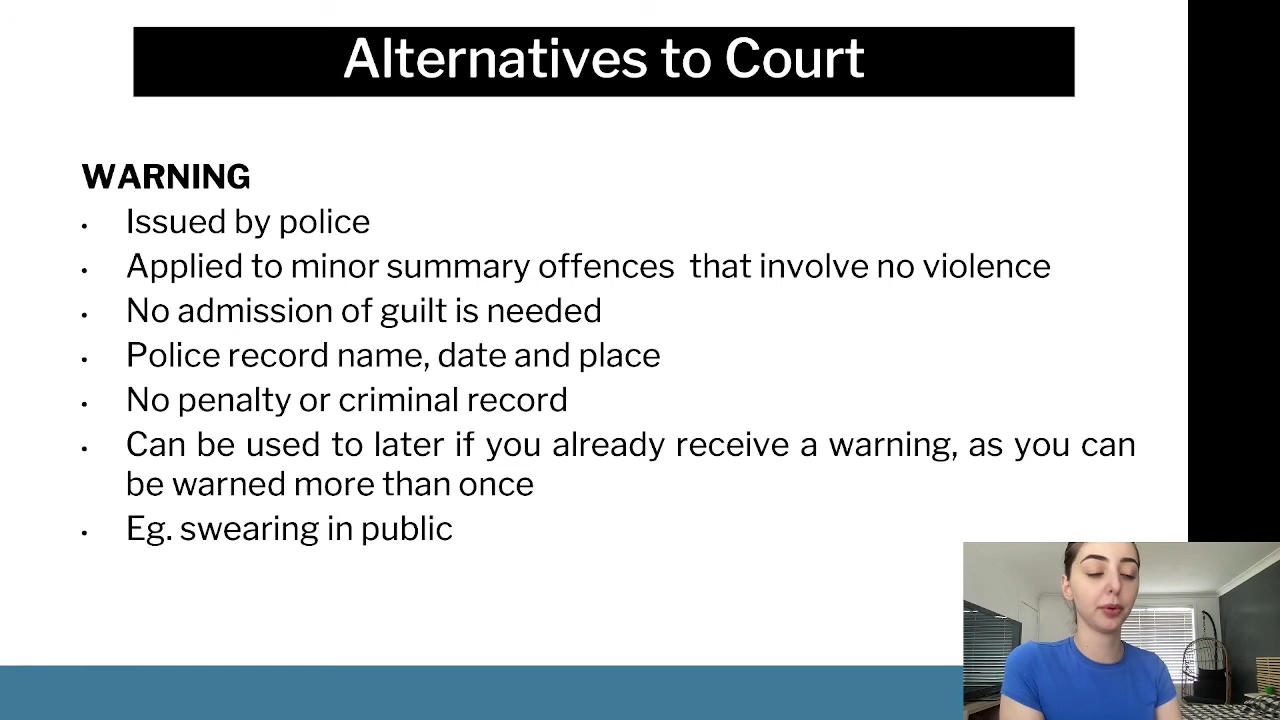 Alternatives to Court
WARNING
• Issued by police
• Applied to minor summary offences that involve no violence
• No admission of guilt is needed
• Police record name, date and place
• No penalty or criminal record
• Can be used to later if you already receive a warning, as you can
be warned more than once
• Eg. swearing in public